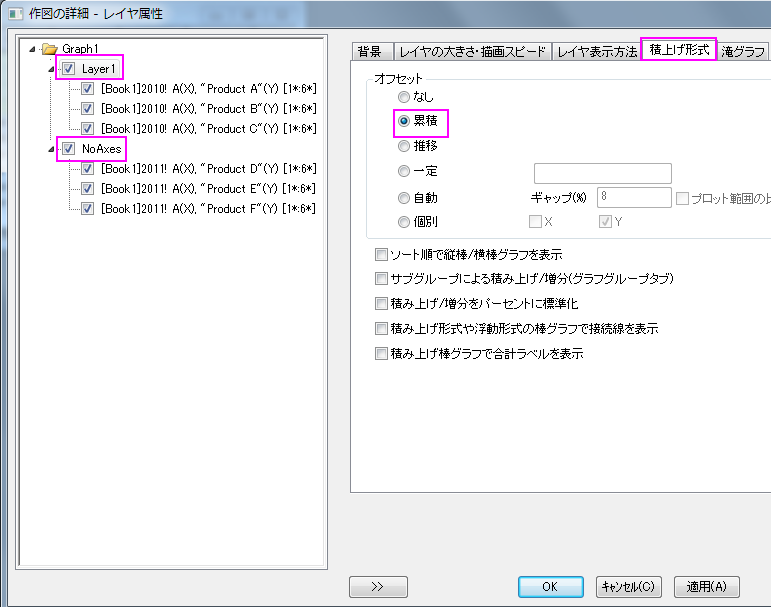 作図の詳細 - レイヤ属性
Graph1
Layer1
[Book1]2010! A(X), "Product A"(Y) [1*:6*]
[Book1]2010! A(X), "Product B"(Y) [1*:6*]
[Book1]2010! A(X), "Product C"(Y) [1*:6*]
NoAxes
[Book1]2011! A(X), "Product D"(Y) [1*:6*]
[Book1]2011! A(X), "Product E"(Y) [1*:6*]
[Book1]2011! A(X), "Product F"(Y) [1*:6*]
背景 レイヤの大きさ・描画スピード レイヤ表示方法 積上げ形式 滝グラフ
オフセット
なし
累積
推移
一定
自動 ギャップ(%) 8 プロット範囲の比
個別 X Y
ソート順で縦棒/横棒グラフを表示
サブグループによる積み上げ/増分(グラフグループタブ)
積み上げ/増分をパーセントに標準化
積み上げ形式や浮動形式の棒グラフで接続線を表示
積み上げ棒グラフで合計ラベルを表示
>> OK キャンセル(C) 適用(A)